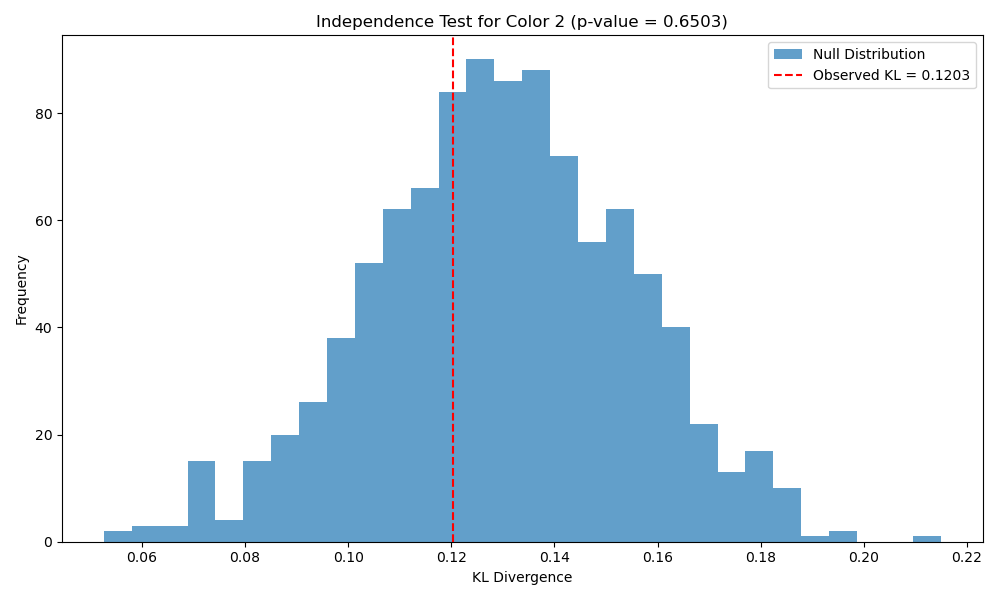 Independence Test for Color 2 (p-value = 0.6503)
Null Distribution
Observed KL = 0.1203
Frequency
80
60
40
20
0
0.06 0.08 0.10 0.12 0.14 0.16 0.18 0.20 0.22
KL Divergence